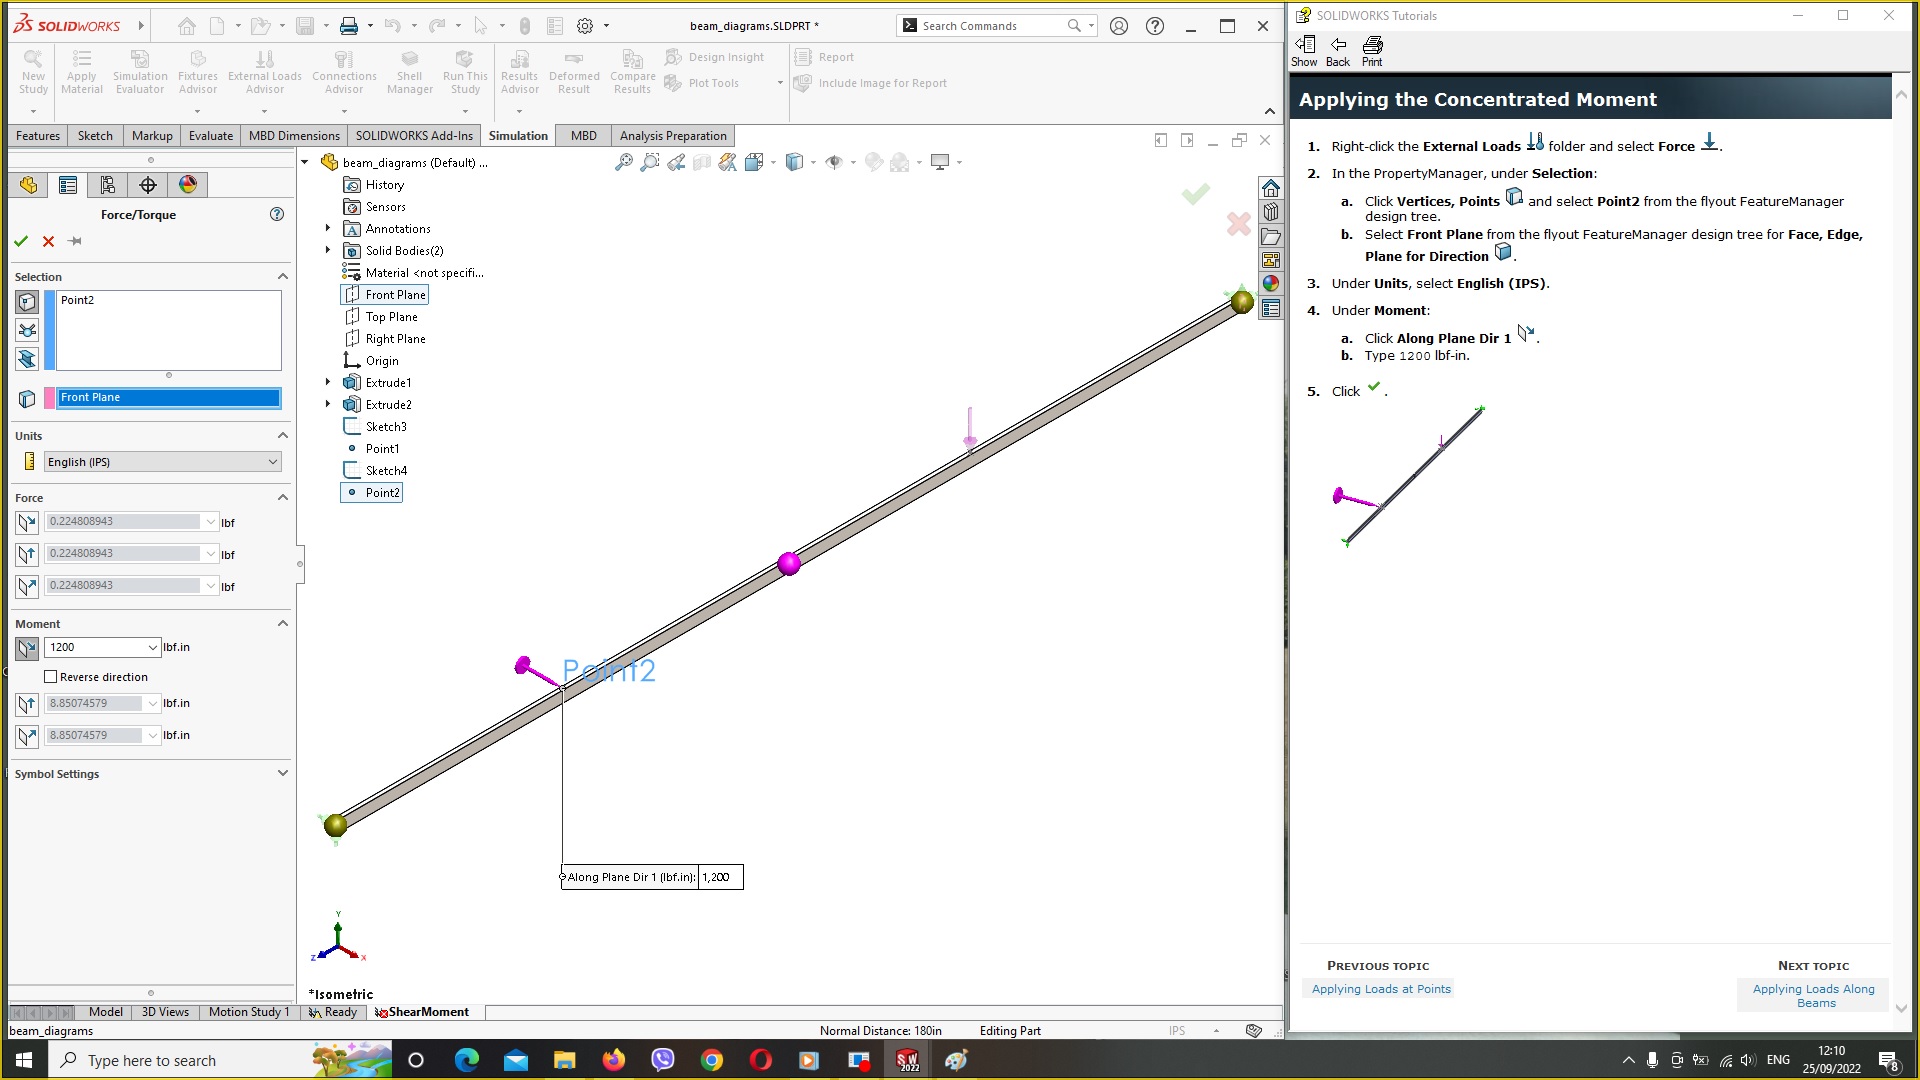 SOLIDWORKS
beam_diagrams.SLDPRT *
Search Commands
New Study
Apply Material
Simulation Evaluator
Fixtures Advisor
External Loads Advisor
Connections Advisor
Shell Manager
Run This Study
Results Advisor
Deformed Result
Compare Results
Design Insight
Plot Tools
Report
Include Image for Report
Features
Sketch
Markup
Evaluate
MBD Dimensions
SOLIDWORKS Add-Ins
Simulation
MBD
Analysis Preparation
Force/Torque
Selection
Point2
Front Plane
Units
English (IPS)
Force
0.224808943 lbf
0.224808943 lbf
0.224808943 lbf
Moment
1200 lbf.in
Reverse direction
8.85074579 lbf.in
8.85074579 lbf.in
Symbol Settings
beam_diagrams (Default) ...
History
Sensors
Annotations
Solid Bodies(2)
Material <not specifi...
Front Plane
Top Plane
Right Plane
Origin
Extrude1
Extrude2
Sketch3
Point1
Sketch4
Point2
Point2
Along Plane Dir 1 (lbf.in): 1,200
Y
Z
X
*Isometric
Model
3D Views
Motion Study 1
Ready
ShearMoment
beam_diagrams
Normal Distance: 180in
Editing Part
IPS
SOLIDWORKS Tutorials
Show
Back
Print
Applying the Concentrated Moment
1. Right-click the External Loads folder and select Force .
2. In the PropertyManager, under Selection:
a. Click Vertices, Points and select Point2 from the flyout FeatureManager
design tree.
b. Select Front Plane from the flyout FeatureManager design tree for Face, Edge,
Plane for Direction .
3. Under Units, select English (IPS).
4. Under Moment:
a. Click Along Plane Dir 1 .
b. Type 1200 lbf-in.
5. Click .
PREVIOUS TOPIC
Applying Loads at Points
NEXT TOPIC
Applying Loads Along
Beams
Type here to search
SW
2022
ENG
12:10
25/09/2022
8